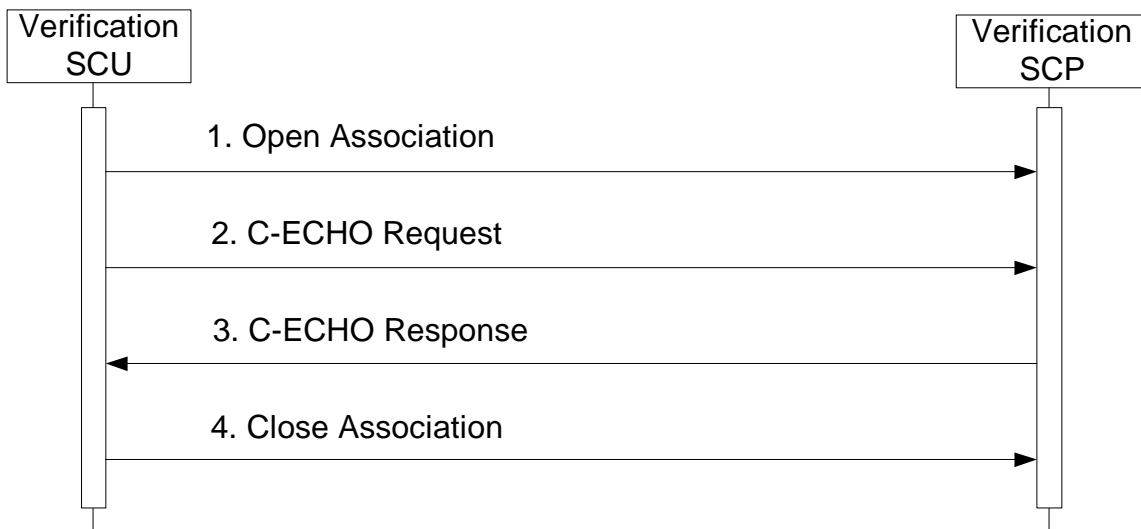 Verification
SCU
Verification
SCP
1. Open Association
2. C-ECHO Request
3. C-ECHO Response
4. Close Association